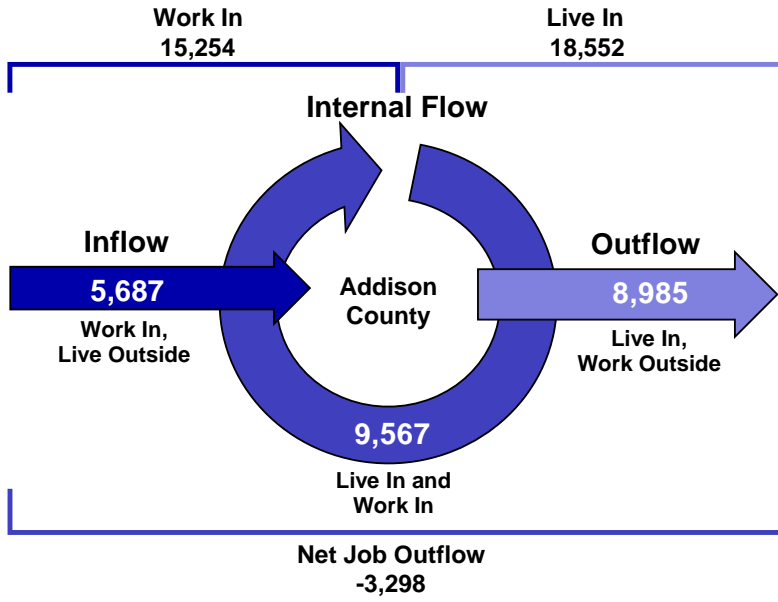 Work In
15,254
Live In
18,552
Internal Flow
Inflow
5,687
Work In,
Live Outside
Addison
County
Outflow
8,985
Live In,
Work Outside
9,567
Live In and
Work In
Net Job Outflow
-3,298